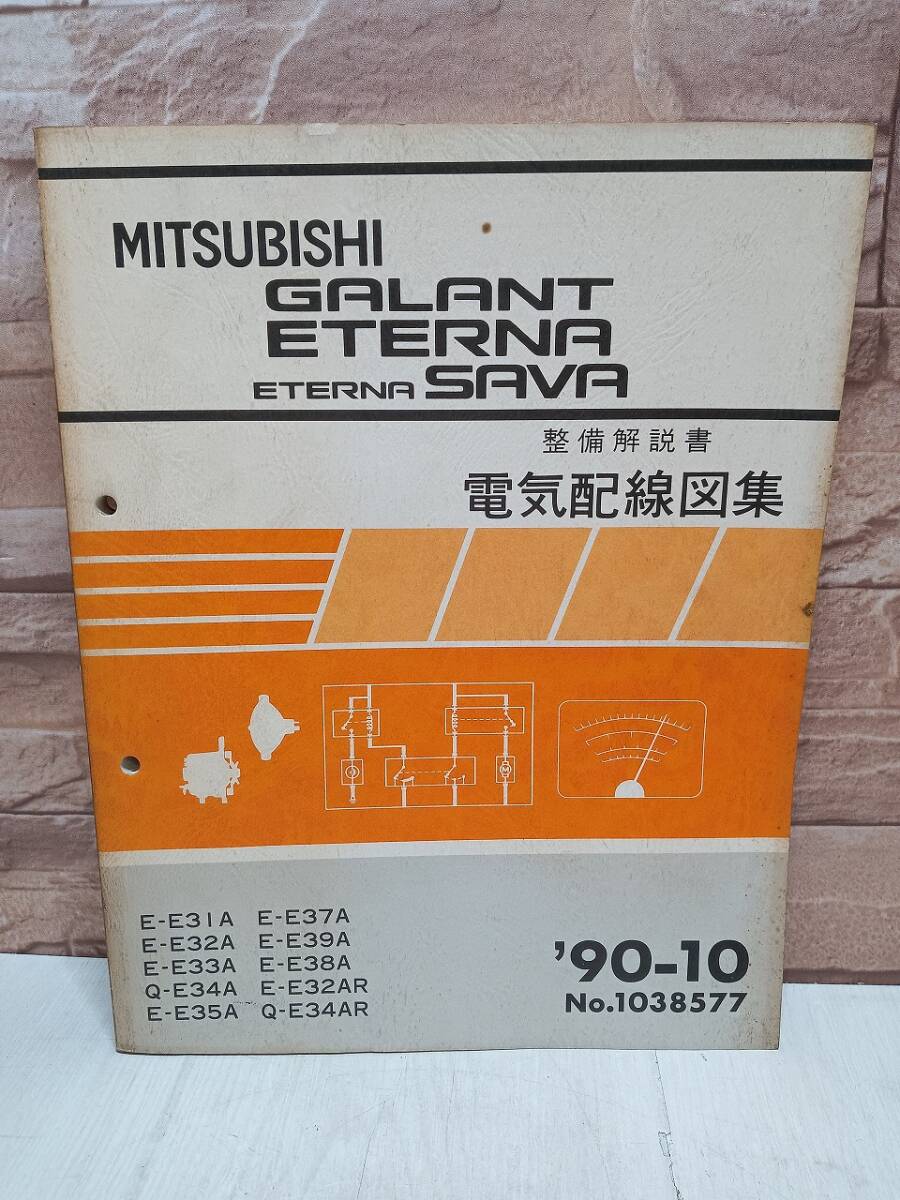 MITSUBISHI
GALANT
ETERNA
ETERNA SAVA
整備解説書
電気配線図集
M
E-E31A E-E37A
E-E32A E-E39A
E-E33A E-E38A
Q-E34A E-E32AR
E-E35A Q-E34AR
'90-10
No.1038577